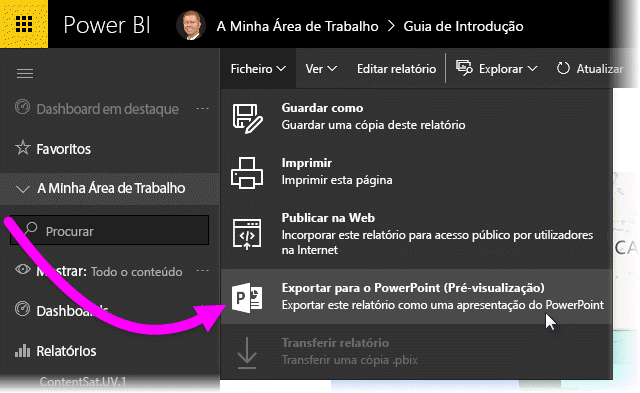 Power BI
A Minha Área de Trabalho > Guia de Introdução
Ficheiro
Ver
Editar relatório
Explorar
Atualizar
Dashboard em destaque ...
Favoritos
A Minha Área de Trabalho
Procurar
Mostrar: Todo o conteúdo ...
Dashboards
Relatórios
ContentSat.UV.1
Guardar como
Guardar uma cópia deste relatório
Imprimir
Imprimir esta página
Publicar na Web
Incorporar este relatório para acesso público por utilizadores
na Internet
Exportar para o PowerPoint (Pré-visualização)
Exportar este relatório como uma apresentação do PowerPoint
Transferir relatório
Transferir uma cópia .pbix
CA